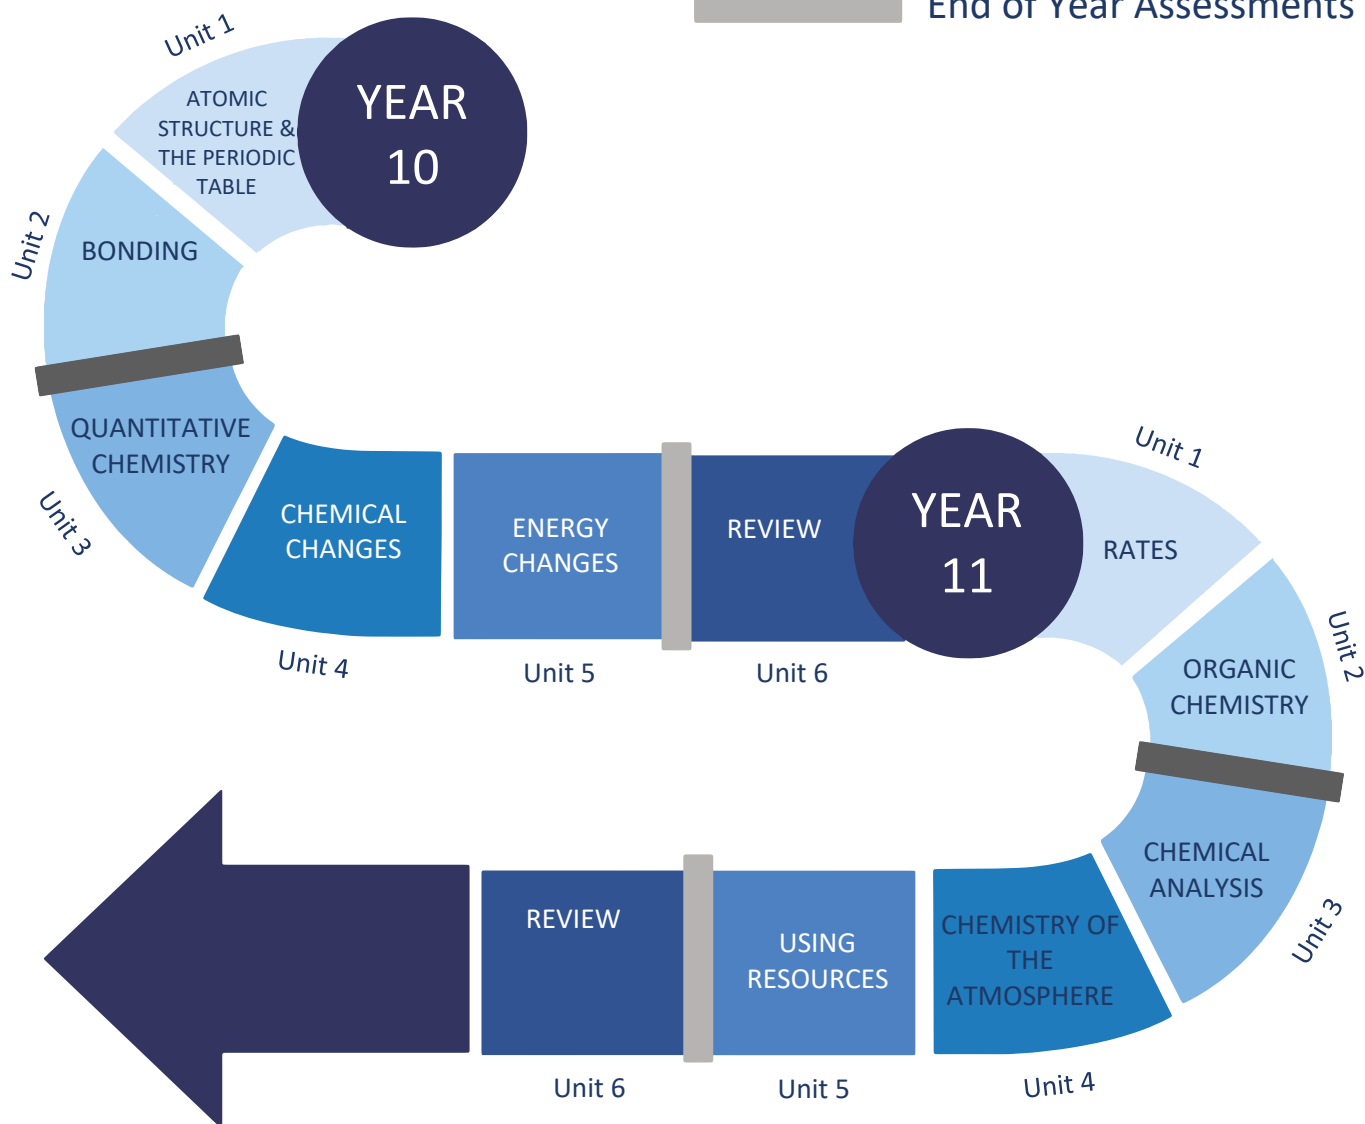 End of Year Assessments
Unit 1
ATOMIC
STRUCTURE &
THE PERIODIC
TABLE
YEAR
10
Unit 2
BONDING
QUANTITATIVE
CHEMISTRY
Unit 3
CHEMICAL
CHANGES
Unit 4
ENERGY
CHANGES
Unit 5
REVIEW
Unit 6
YEAR
11
Unit 1
RATES
Unit 2
ORGANIC
CHEMISTRY
CHEMICAL
ANALYSIS
Unit 3
CHEMISTRY OF
THE
ATMOSPHERE
Unit 4
USING
RESOURCES
Unit 5
REVIEW
Unit 6